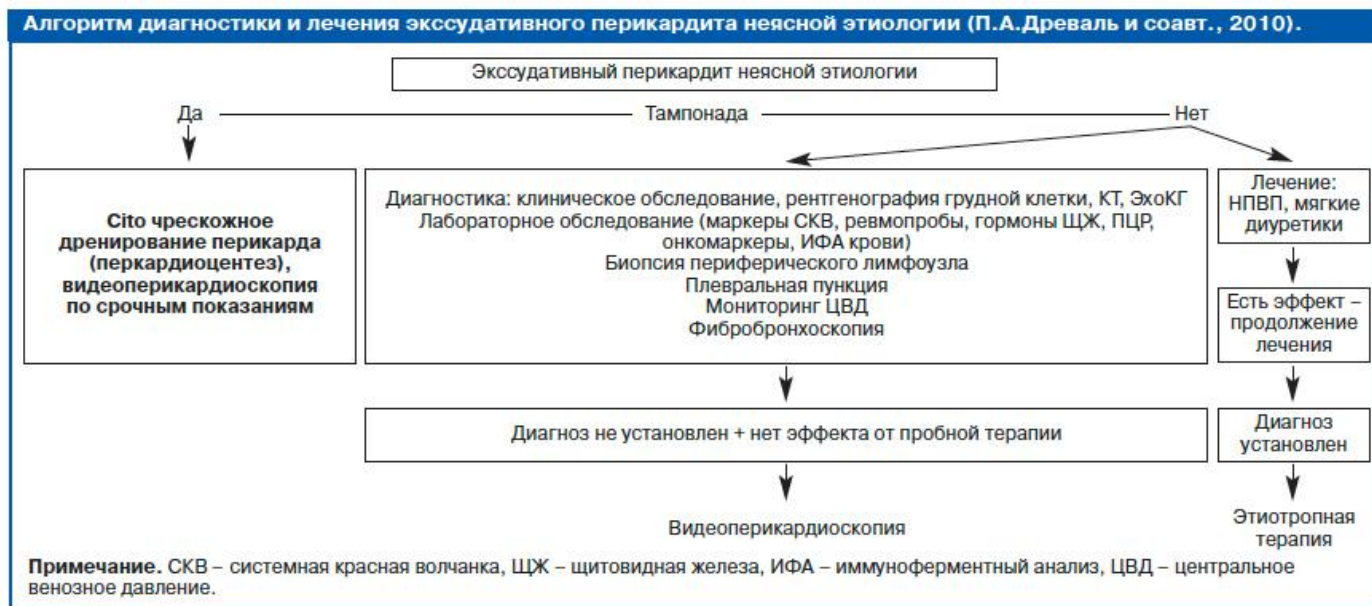 Алгоритм диагностики и лечения экссудативного перикардита неясной этиологии (П.А.Древаль и соавт., 2010).
Экссудативный перикардит неясной этиологии
Да
Тампонада
Нет
Cito чрескожное
дренирование перикарда
(перкардиоцентез),
видеоперикардиоскопия
по срочным показаниям
Диагностика: клиническое обследование, рентгенография грудной клетки, КТ, ЭхоКГ
Лабораторное обследование (маркеры СКВ, ревмопробы, гормоны ЩЖ, ПЦР,
онкомаркеры, ИФА крови)
Биопсия периферического лимфоузла
Плевральная пункция
Мониторинг ЦВД
Фибробронхоскопия
Лечение:
НПВП, мягкие
диуретики
Есть эффект –
продолжение
лечения
Диагноз не установлен + нет эффекта от пробной терапии
Диагноз
установлен
Видеоперикардиоскопия
Этиотропная
терапия
Примечание. СКВ – системная красная волчанка, ЩЖ – щитовидная железа, ИФА – иммуноферментный анализ, ЦВД – центральное
венозное давление.